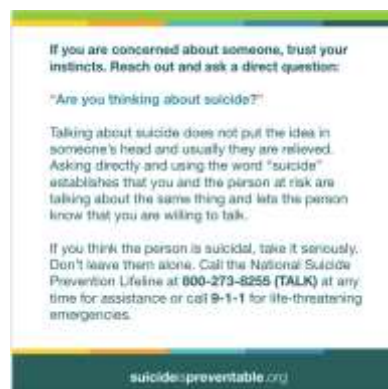 If you are concerned about someone, trust your
instincts. Reach out and ask a direct question:
"Are you thinking about suicide?"
Talking about suicide does not put the idea in
someone's head and usually they are relieved.
Asking directly and using the word "suicide"
establishes that you and the person at risk are
talking about the same thing and lets the person
know that you are willing to talk.
If you think the person is suicidal, take it seriously.
Don't leave them alone. Call the National Suicide
Prevention Lifeline at 800-273-8255 (TALK) at any
time for assistance or call 9-1-1 for life-threatening
emergencies.
suicideispreventable.org